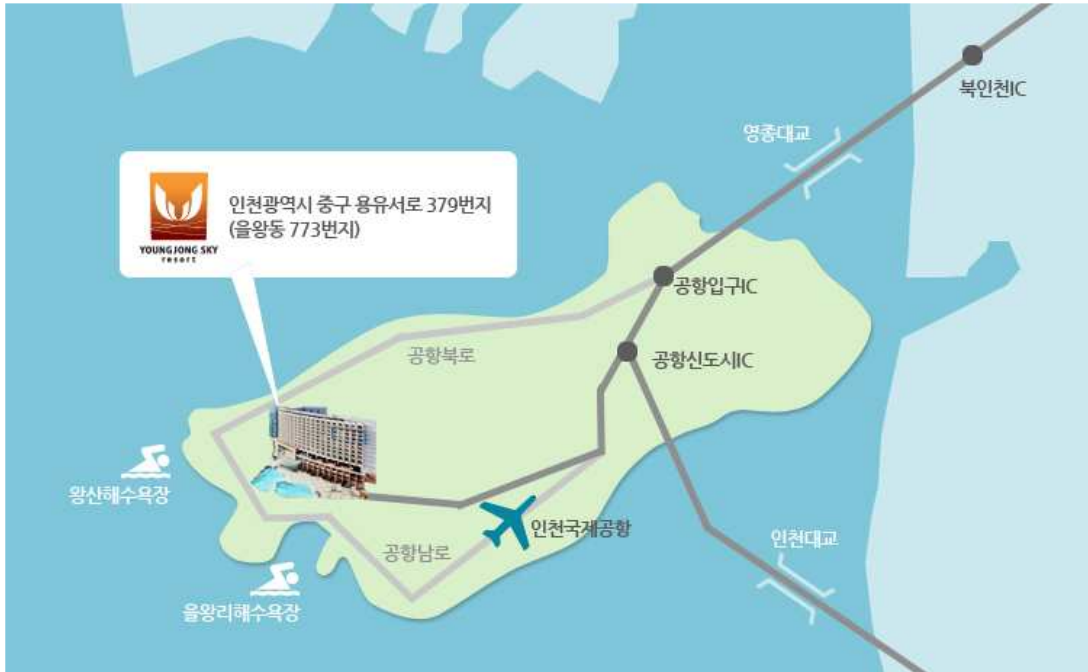 북인천IC
영종대교
인천광역시 중구 용유서로 379번지
(을왕동 773번지)
YOUNGJONG SKY
resort
공항입구IC
공항북로
공항신도시IC
왕산해수욕장
인천국제공항
공항남로
인천대교
을왕리해수욕장